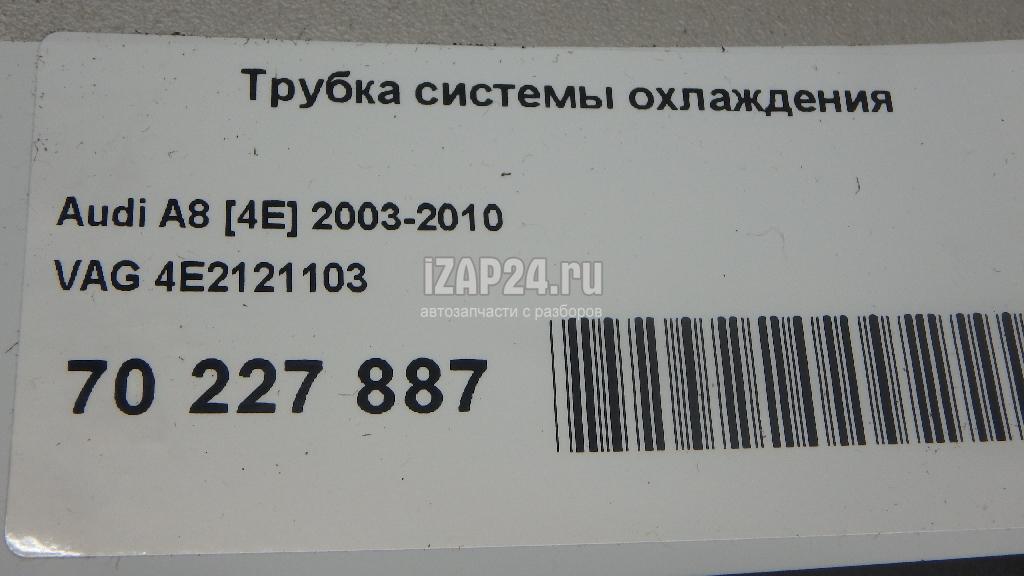 Трубка системы охлаждения
Audi A8 [4E] 2003-2010
VAG 4E2121103
iZAP24.ru
автозапчасти с разборов
70 227 887